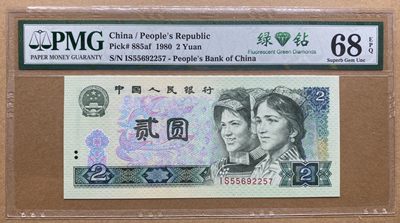 PMG
PAPER MONEY GUARANTY
China / People's Republic
Pick# 885af 1980 2 Yuan
S/N IS55692257 - People's Bank of China
绿 钻
Fluorescent Green Diamonds
68 EPQ
Superb Gem Unc
中国人民银行
2
贰圆
2
IS55692257
2